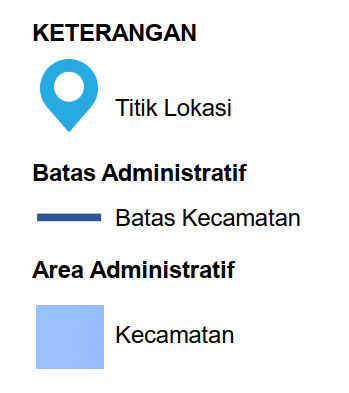 KETERANGAN
Titik Lokasi
Batas Administratif
Batas Kecamatan
Area Administratif
Kecamatan